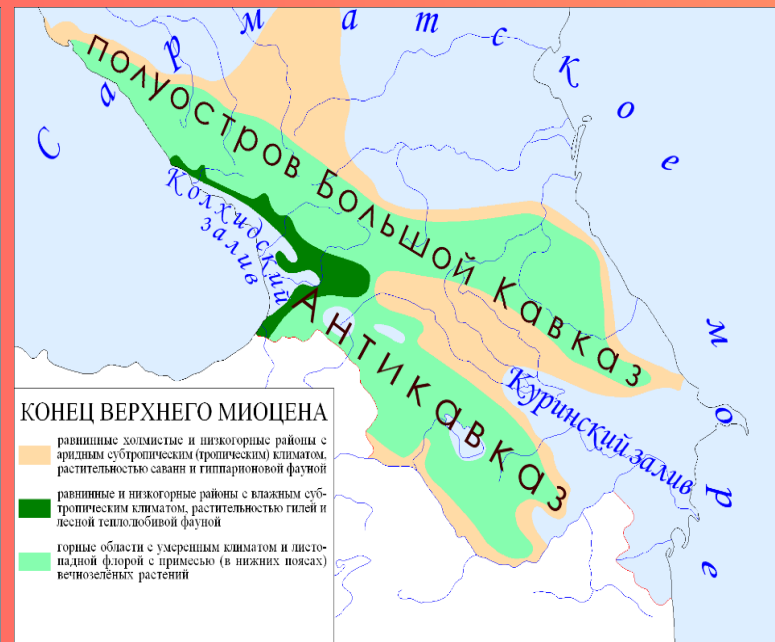 Сарматское море
полуостров Большой Кавказ
Колхидский
залив
Антикавказ
Куринский залив
КОНЕЦ ВЕРХНЕГО МИОЦЕНА
равнинные холмистые и низкогорные районы с
аридным субтропическим (тропическим) климатом,
растительностью саванн и гиппарионовой фауной
равнинные и низкогорные районы с влажным суб-
тропическим климатом, растительностью гилей и
лесной теплолюбивой фауной
горные области с умеренным климатом и листо-
падной флорой с примесью (в нижних поясах)
вечнозелёных растений